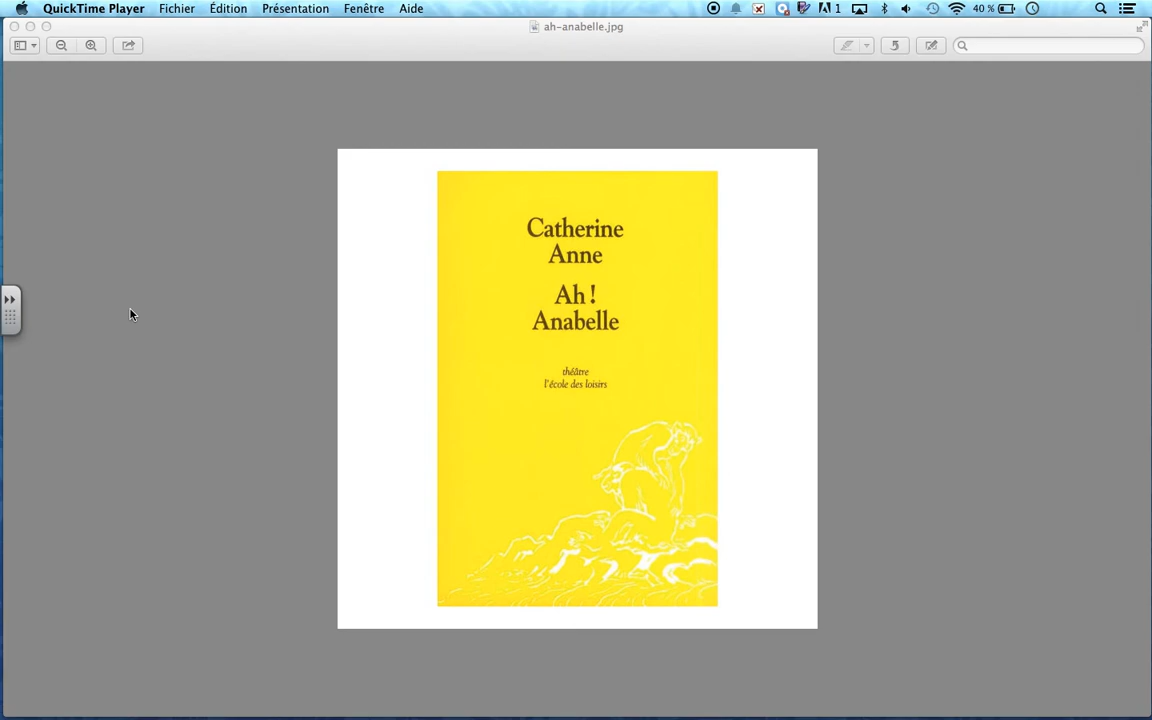 QuickTime Player Fichier Édition Présentation Fenêtre Aide 1 40 %
ah-anabelle.jpg
Catherine
Anne
Ah !
Anabelle
théâtre
l'école des loisirs